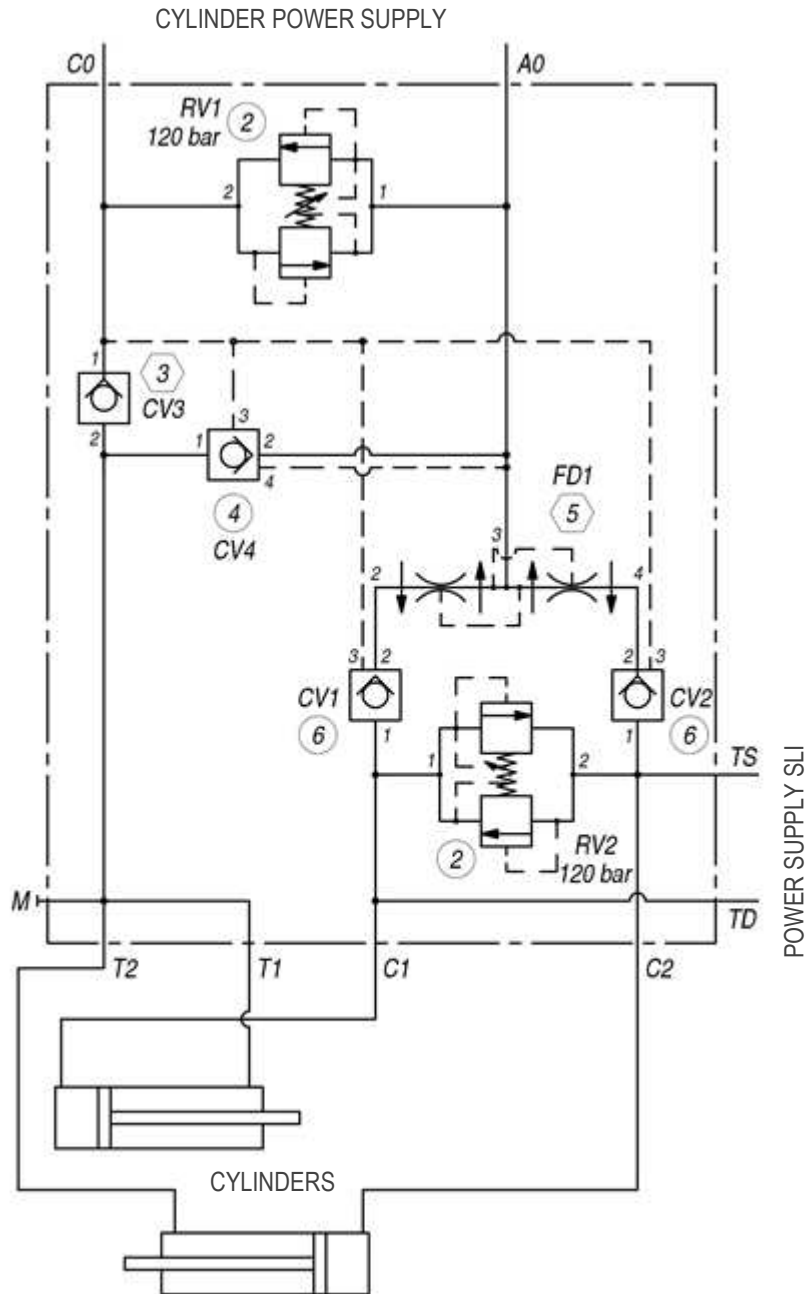 CYLINDER POWER SUPPLY
C0
A0
RV1
120 bar
2
2
1
1
3
CV3
2
3
1
2
4
4
CV4
FD1
5
3
2
4
3
2
CV1
6
1
2
3
CV2
6
1
1
2
TS
2
RV2
120 bar
POWER SUPPLY SLI
M
TD
T2
T1
C1
C2
CYLINDERS